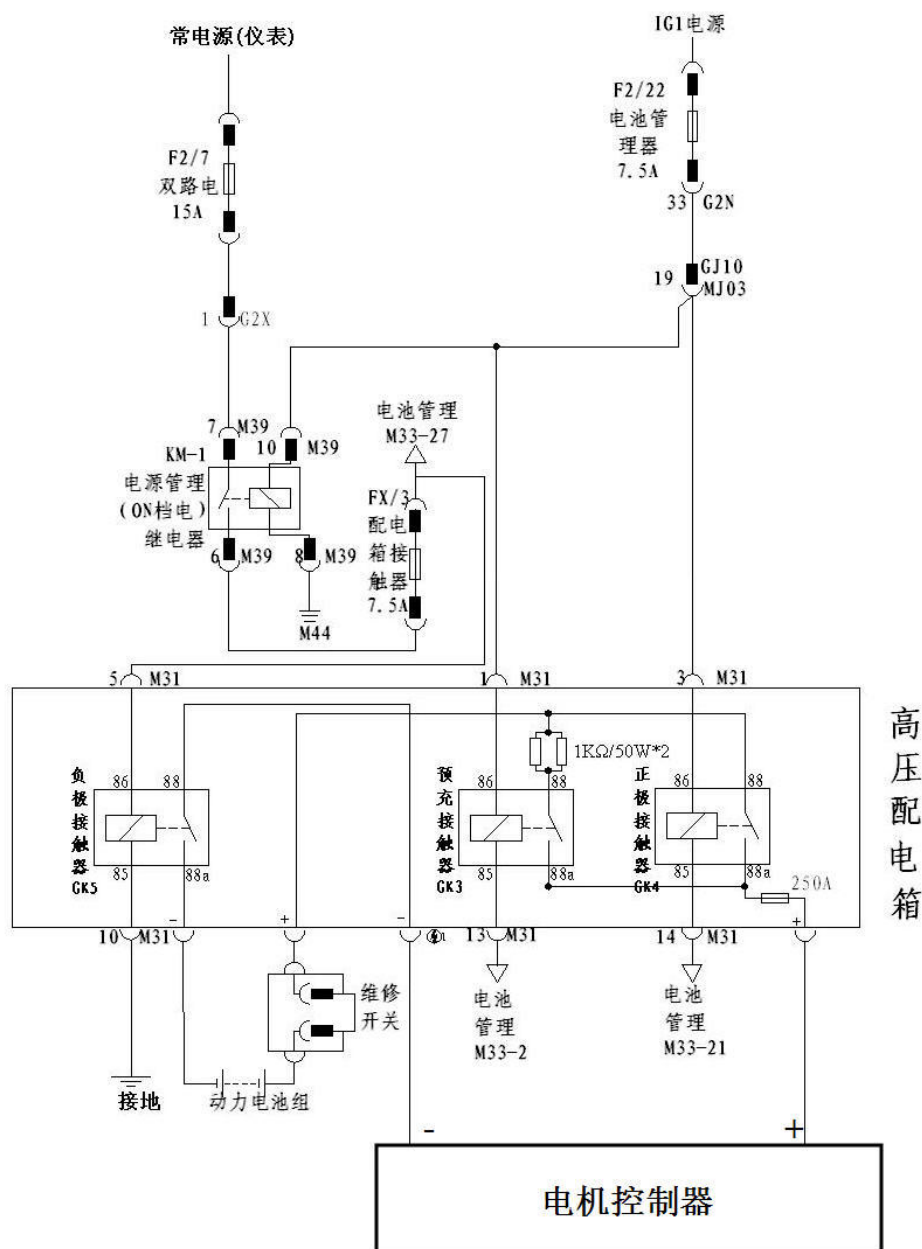 常电源(仪表)
IG1电源
F2/7
双路电
15A
F2/22
电池管
理器
7.5A
33 G2N
19
GJ10
MJ03
1 G2X
7 M39
10 M39
KM-1
电源管理
(ON档电)
继电器
6 M39
8 M39
M44
电池管理
M33-27
FX/3
配电
箱接
触器
7.5A
5 M31
1 M31
3 M31
高压配电箱
1KΩ/50W*2
负极接触器
GK5
86
88
85
88a
预充接触器
GK3
86
88
85
88a
正极接触器
GK4
86
88
85
88a
250A
-
+
-
+
10 M31
13 M31
14 M31
维修
开关
电池
管理
M33-2
电池
管理
M33-21
接地
动力电池组
-
+
电机控制器